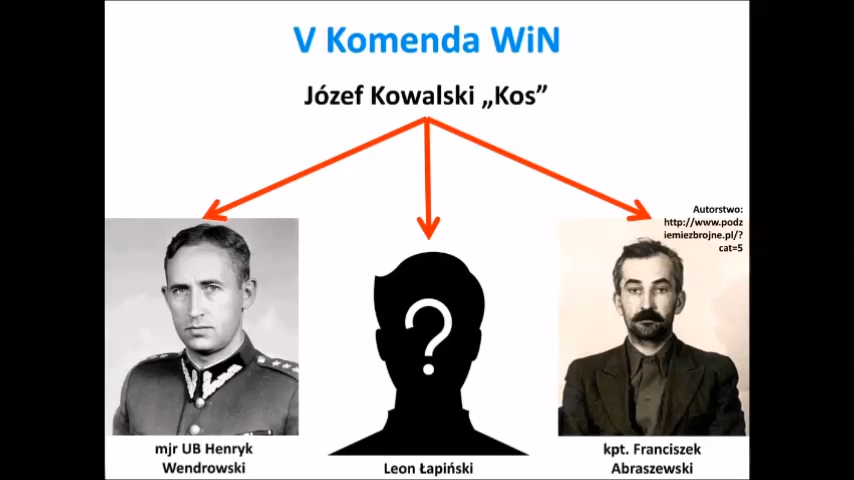 V Komenda WiN
Józef Kowalski „Kos”
Autorstwo:
http://www.podz
iemiezbrojne.pl/?
cat=5
?
mjr UB Henryk
Wendrowski
Leon Łapiński
kpt. Franciszek
Abraszewski